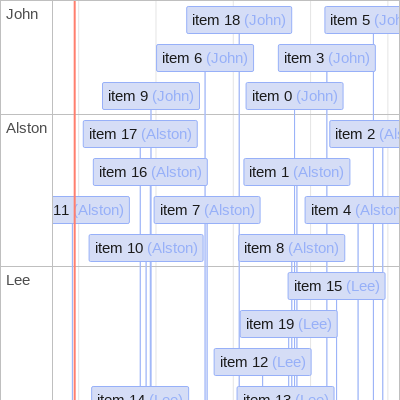 John
item 18 (John)
item 5 (Joh
item 6 (John)
item 3 (John)
item 9 (John)
item 0 (John)
Alston
item 17 (Alston)
item 2 (Als
item 16 (Alston)
item 1 (Alston)
11 (Alston)
item 7 (Alston)
item 4 (Alston
item 10 (Alston)
item 8 (Alston)
Lee
item 15 (Lee)
item 19 (Lee)
item 12 (Lee)
item 14 (Lee)
item 13 (Lee)